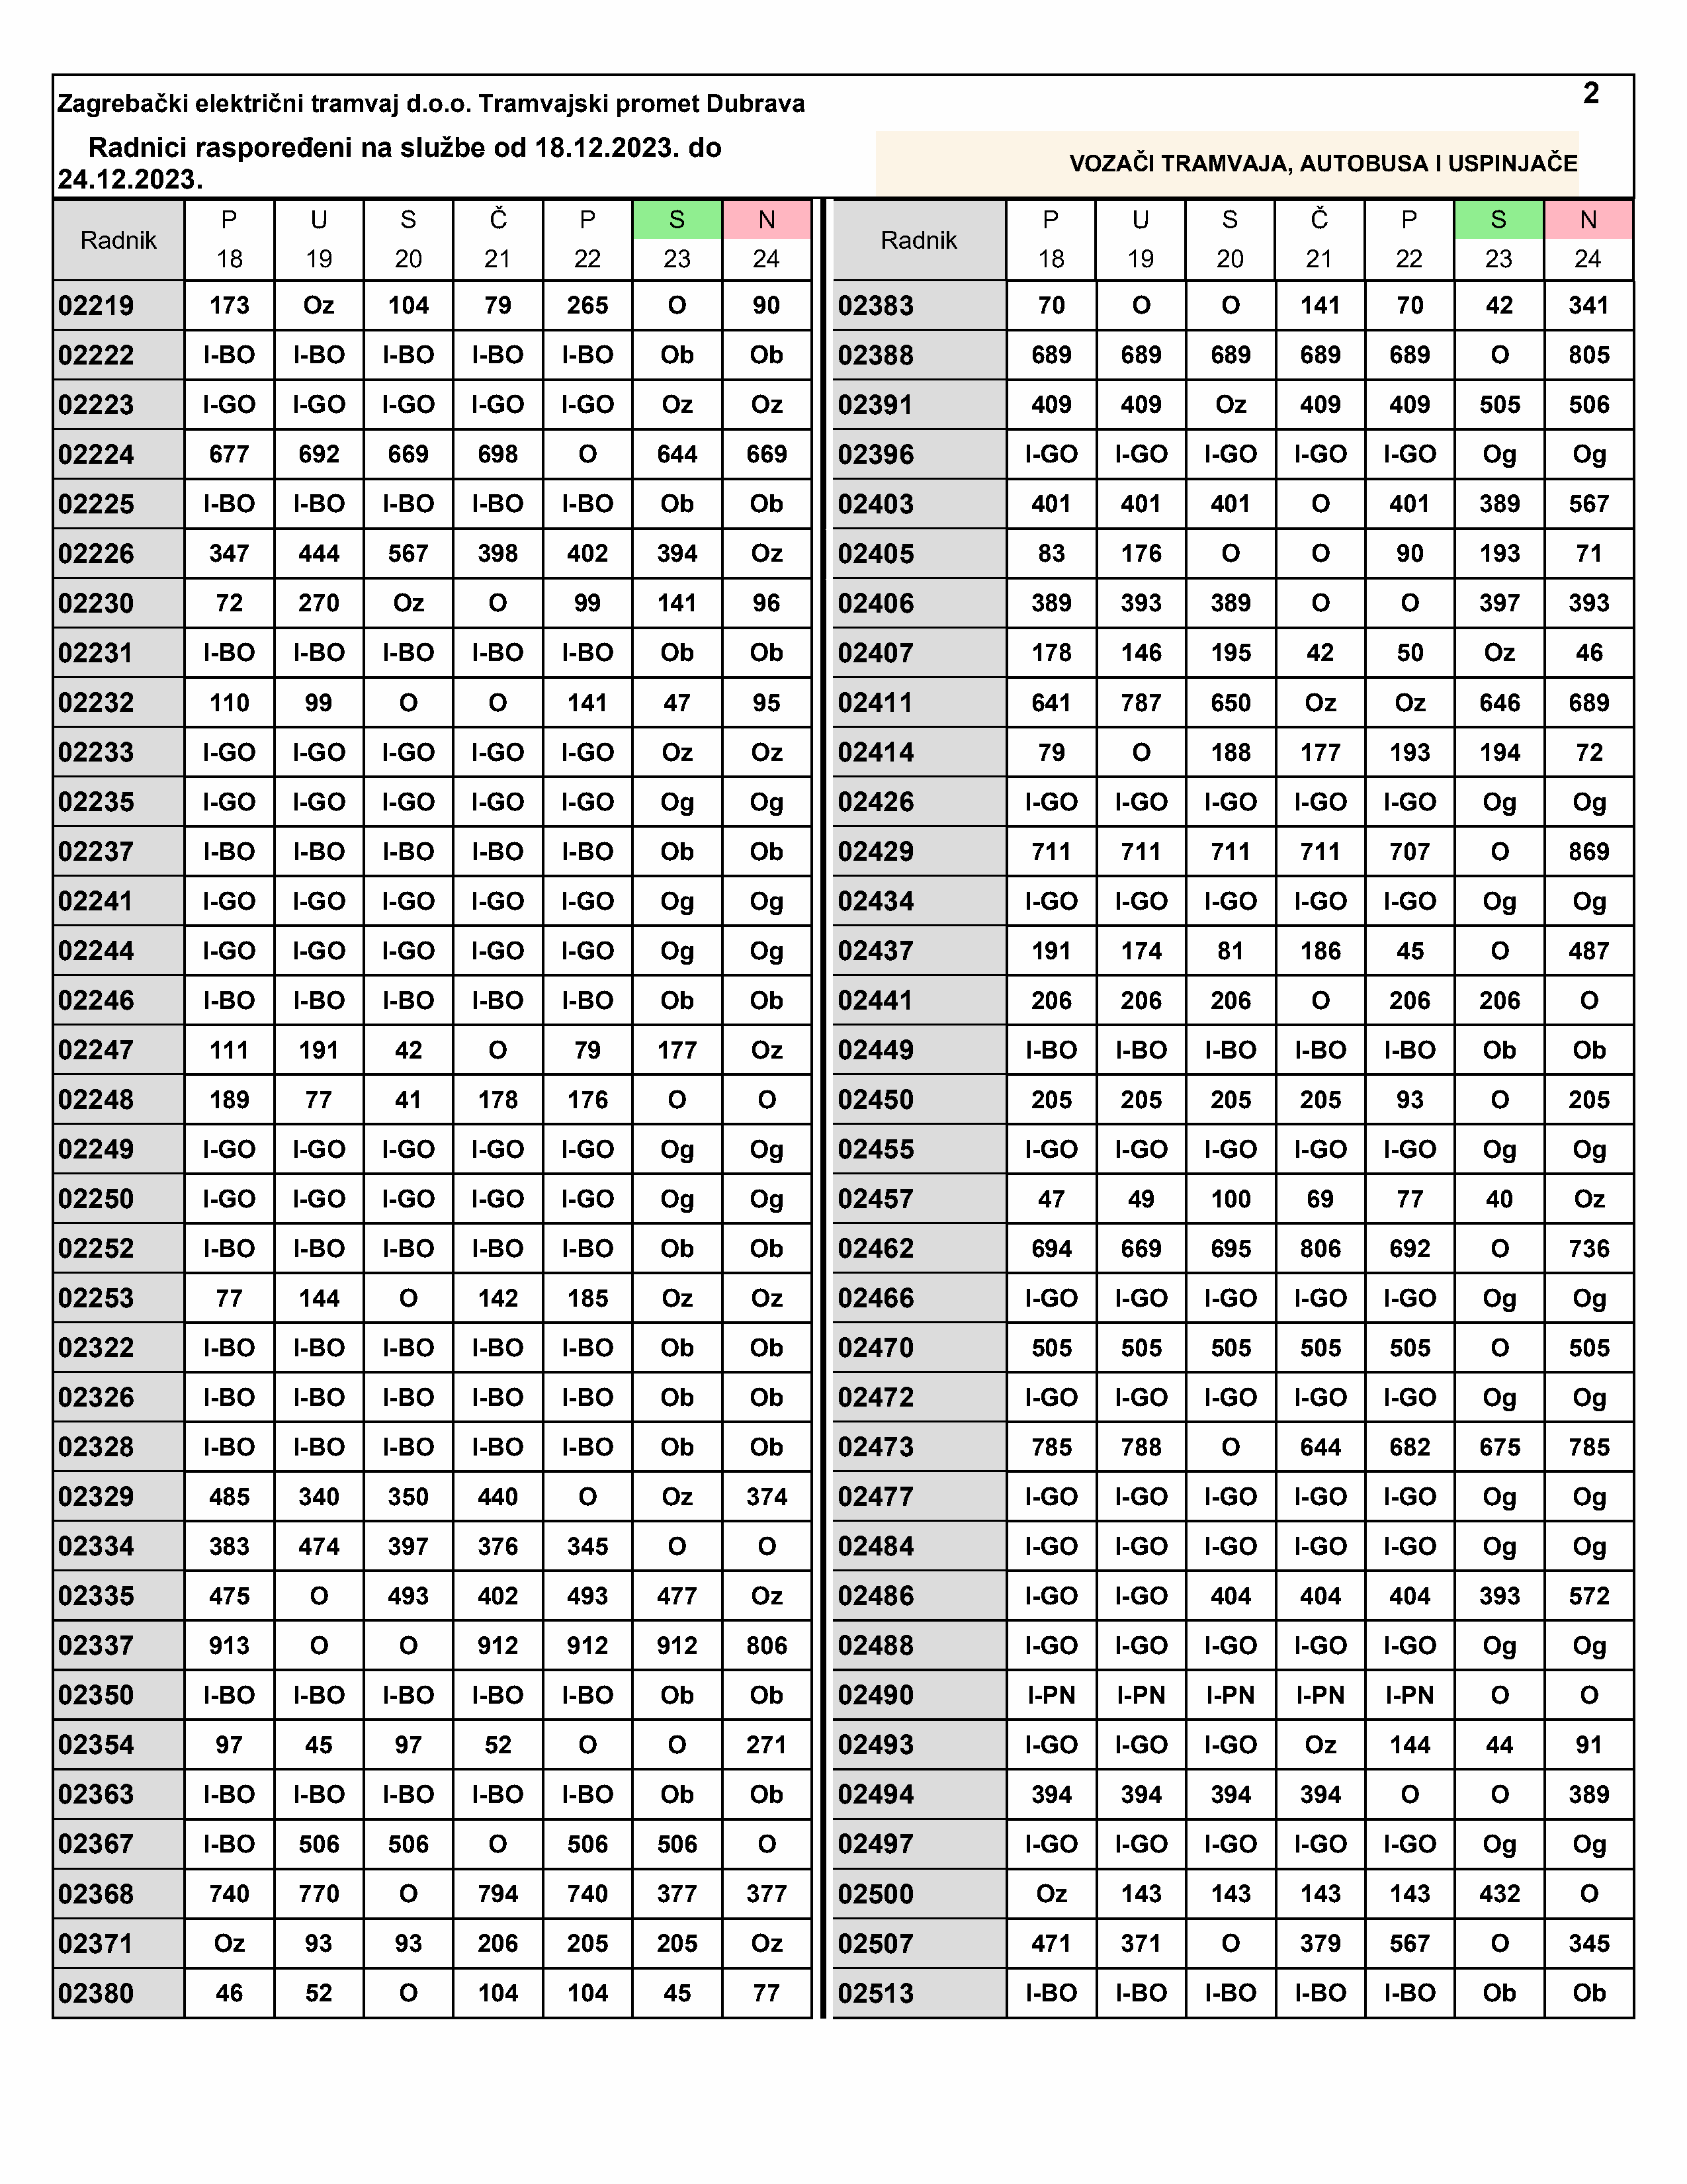 2
Zagrebački električni tramvaj d.o.o. Tramvajski promet Dubrava
Radnici raspoređeni na službe od 18.12.2023. do
24.12.2023.
VOZAČI TRAMVAJA, AUTOBUSA I USPINJAČE
Radnik P U S Č P S N Radnik P U S Č P S N
18 19 20 21 22 23 24 18 19 20 21 22 23 24
02219 173 Oz 104 79 265 O 90 02383 70 O O 141 70 42 341
02222 I-BO I-BO I-BO I-BO I-BO Ob Ob 02388 689 689 689 689 689 O 805
02223 I-GO I-GO I-GO I-GO I-GO Oz Oz 02391 409 409 Oz 409 409 505 506
02224 677 692 669 698 O 644 669 02396 I-GO I-GO I-GO I-GO I-GO Og Og
02225 I-BO I-BO I-BO I-BO I-BO Ob Ob 02403 401 401 401 O 401 389 567
02226 347 444 567 398 402 394 Oz 02405 83 176 O O 90 193 71
02230 72 270 Oz O 99 141 96 02406 389 393 389 O O 397 393
02231 I-BO I-BO I-BO I-BO I-BO Ob Ob 02407 178 146 195 42 50 Oz 46
02232 110 99 O O 141 47 95 02411 641 787 650 Oz Oz 646 689
02233 I-GO I-GO I-GO I-GO I-GO Oz Oz 02414 79 O 188 177 193 194 72
02235 I-GO I-GO I-GO I-GO I-GO Og Og 02426 I-GO I-GO I-GO I-GO I-GO Og Og
02237 I-BO I-BO I-BO I-BO I-BO Ob Ob 02429 711 711 711 711 707 O 869
02241 I-GO I-GO I-GO I-GO I-GO Og Og 02434 I-GO I-GO I-GO I-GO I-GO Og Og
02244 I-GO I-GO I-GO I-GO I-GO Og Og 02437 191 174 81 186 45 O 487
02246 I-BO I-BO I-BO I-BO I-BO Ob Ob 02441 206 206 206 O 206 206 O
02247 111 191 42 O 79 177 Oz 02449 I-BO I-BO I-BO I-BO I-BO Ob Ob
02248 189 77 41 178 176 O O 02450 205 205 205 205 93 O 205
02249 I-GO I-GO I-GO I-GO I-GO Og Og 02455 I-GO I-GO I-GO I-GO I-GO Og Og
02250 I-GO I-GO I-GO I-GO I-GO Og Og 02457 47 49 100 69 77 40 Oz
02252 I-BO I-BO I-BO I-BO I-BO Ob Ob 02462 694 669 695 806 692 O 736
02253 77 144 O 142 185 Oz Oz 02466 I-GO I-GO I-GO I-GO I-GO Og Og
02322 I-BO I-BO I-BO I-BO I-BO Ob Ob 02470 505 505 505 505 505 O 505
02326 I-BO I-BO I-BO I-BO I-BO Ob Ob 02472 I-GO I-GO I-GO I-GO I-GO Og Og
02328 I-BO I-BO I-BO I-BO I-BO Ob Ob 02473 785 788 O 644 682 675 785
02329 485 340 350 440 O Oz 374 02477 I-GO I-GO I-GO I-GO I-GO Og Og
02334 383 474 397 376 345 O O 02484 I-GO I-GO I-GO I-GO I-GO Og Og
02335 475 O 493 402 493 477 Oz 02486 I-GO I-GO 404 404 404 393 572
02337 913 O O 912 912 912 806 02488 I-GO I-GO I-GO I-GO I-GO Og Og
02350 I-BO I-BO I-BO I-BO I-BO Ob Ob 02490 I-PN I-PN I-PN I-PN I-PN O O
02354 97 45 97 52 O O 271 02493 I-GO I-GO I-GO Oz 144 44 91
02363 I-BO I-BO I-BO I-BO I-BO Ob Ob 02494 394 394 394 394 O O 389
02367 I-BO 506 506 O 506 506 O 02497 I-GO I-GO I-GO I-GO I-GO Og Og
02368 740 770 O 794 740 377 377 02500 Oz 143 143 143 143 432 O
02371 Oz 93 93 206 205 205 Oz 02507 471 371 O 379 567 O 345
02380 46 52 O 104 104 45 77 02513 I-BO I-BO I-BO I-BO I-BO Ob Ob